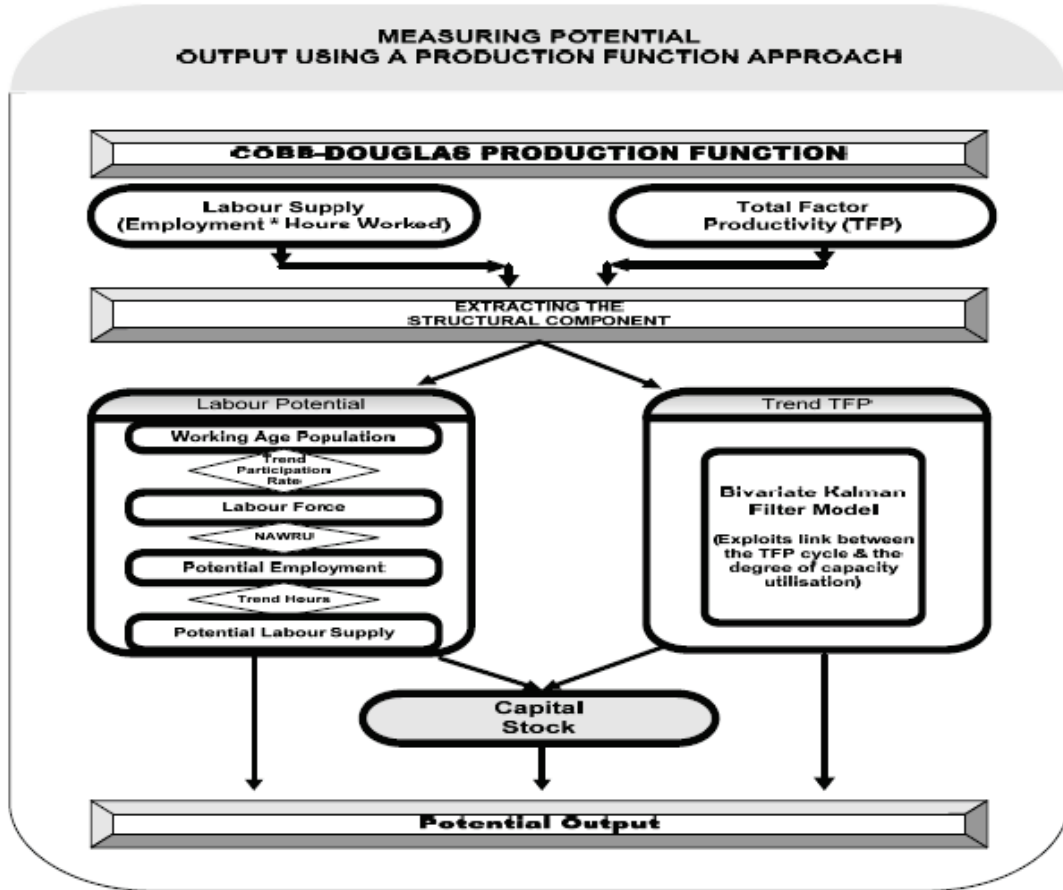 MEASURING POTENTIAL
OUTPUT USING A PRODUCTION FUNCTION APPROACH
COBB-DOUGLAS PRODUCTION FUNCTION
Labour Supply
(Employment * Hours Worked)
Total Factor
Productivity (TFP)
EXTRACTING THE
STRUCTURAL COMPONENT
Labour Potential
Working Age Population
Trend
Participation
Rate
Labour Force
NAWRU
Potential Employment
Trend Hours
Potential Labour Supply
Trend TFP
Bivariate Kalman
Filter Model
(Exploits link between
the TFP cycle & the
degree of capacity
utilisation)
Capital
Stock
Potential Output